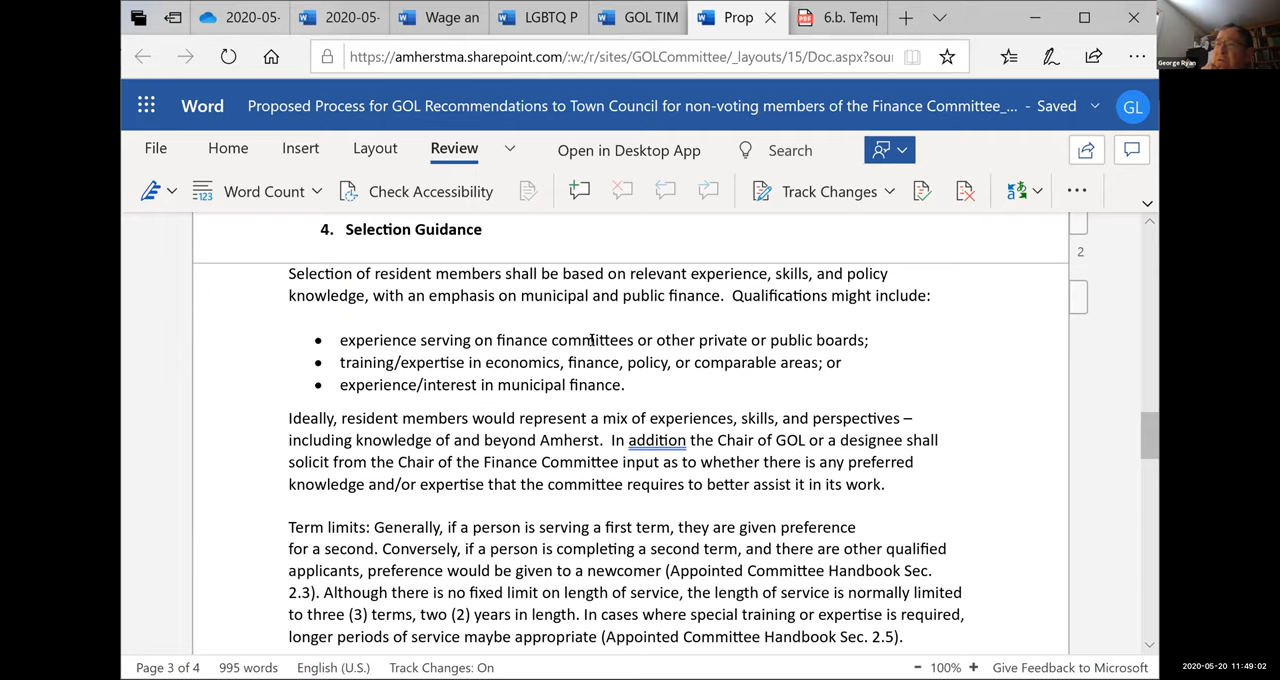 2020-05-
2020-05-
Wage an
LGBTQ P
GOL TIM
Prop
6.b. Temp
https://amherstma.sharepoint.com/:w:/r/sites/GOLCommittee/_layouts/15/Doc.aspx?sour
George Ryan
Word
Proposed Process for GOL Recommendations to Town Council for non-voting members of the Finance Committee_... - Saved
GL
File
Home
Insert
Layout
Review
Open in Desktop App
Search
Word Count
Check Accessibility
Track Changes
4. Selection Guidance
2
Selection of resident members shall be based on relevant experience, skills, and policy
knowledge, with an emphasis on municipal and public finance. Qualifications might include:
• experience serving on finance committees or other private or public boards;
• training/expertise in economics, finance, policy, or comparable areas; or
• experience/interest in municipal finance.
Ideally, resident members would represent a mix of experiences, skills, and perspectives –
including knowledge of and beyond Amherst. In addition the Chair of GOL or a designee shall
solicit from the Chair of the Finance Committee input as to whether there is any preferred
knowledge and/or expertise that the committee requires to better assist it in its work.
Term limits: Generally, if a person is serving a first term, they are given preference
for a second. Conversely, if a person is completing a second term, and there are other qualified
applicants, preference would be given to a newcomer (Appointed Committee Handbook Sec.
2.3). Although there is no fixed limit on length of service, the length of service is normally limited
to three (3) terms, two (2) years in length. In cases where special training or expertise is required,
longer periods of service maybe appropriate (Appointed Committee Handbook Sec. 2.5).
Page 3 of 4
995 words
English (U.S.)
Track Changes: On
100%
Give Feedback to Microsoft
2020-05-20 11:49:02